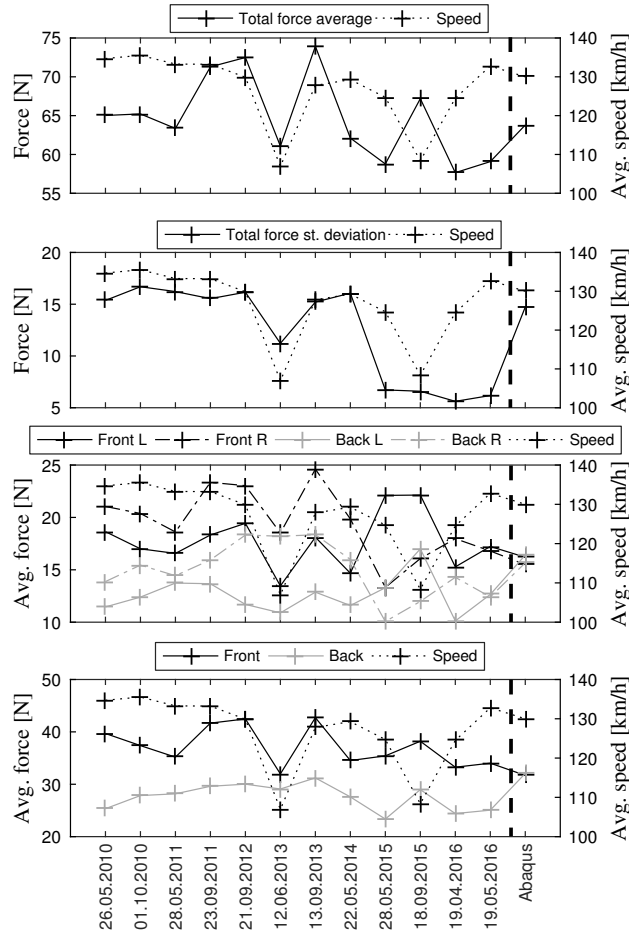 Total force average Speed
75 140
70 130
65 120
60 110
55 100
Force [N]
Avg. speed [km/h]
Total force st. deviation Speed
20 140
15 130
120
10 110
5 100
Force [N]
Avg. speed [km/h]
Front L Front R Back L Back R Speed
25 140
20 130
120
15 110
10 100
Avg. force [N]
Avg. speed [km/h]
Front Back Speed
50 140
40 130
120
30 110
20 100
Avg. force [N]
Avg. speed [km/h]
26.05.2010
01.10.2010
28.05.2011
23.09.2011
21.09.2012
12.06.2013
13.09.2013
22.05.2014
28.05.2015
18.09.2015
19.04.2016
19.05.2016
Abaqus